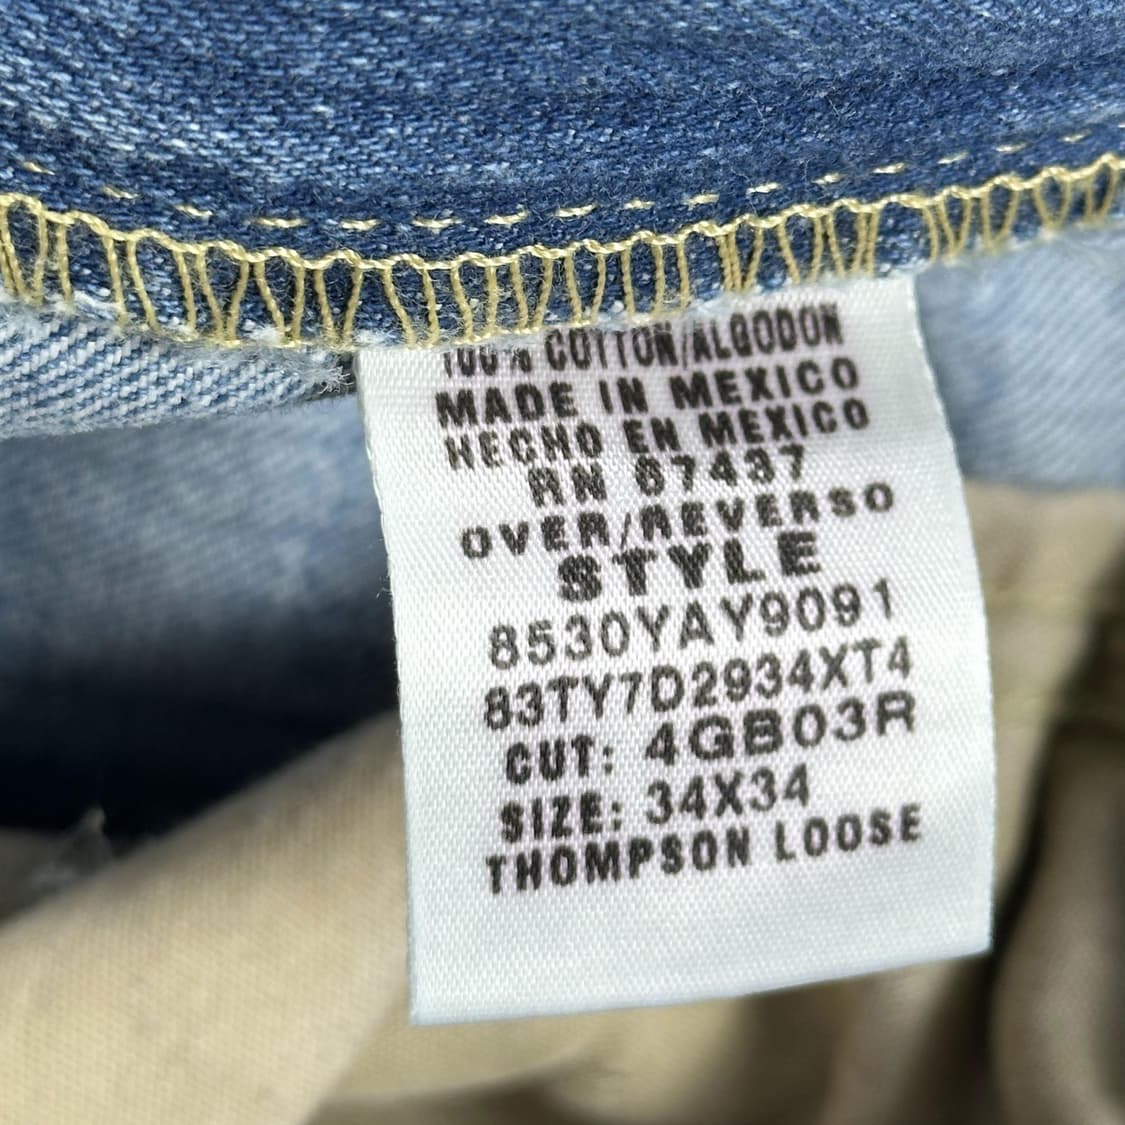 100% COTTON/ALGODON
MADE IN MEXICO
HECHO EN MEXICO
RN 87437
OVER/REVERSO
STYLE
8530YAY9091
83TY7D2934XT4
CUT: 4GB03R
SIZE: 34X34
THOMPSON LOOSE